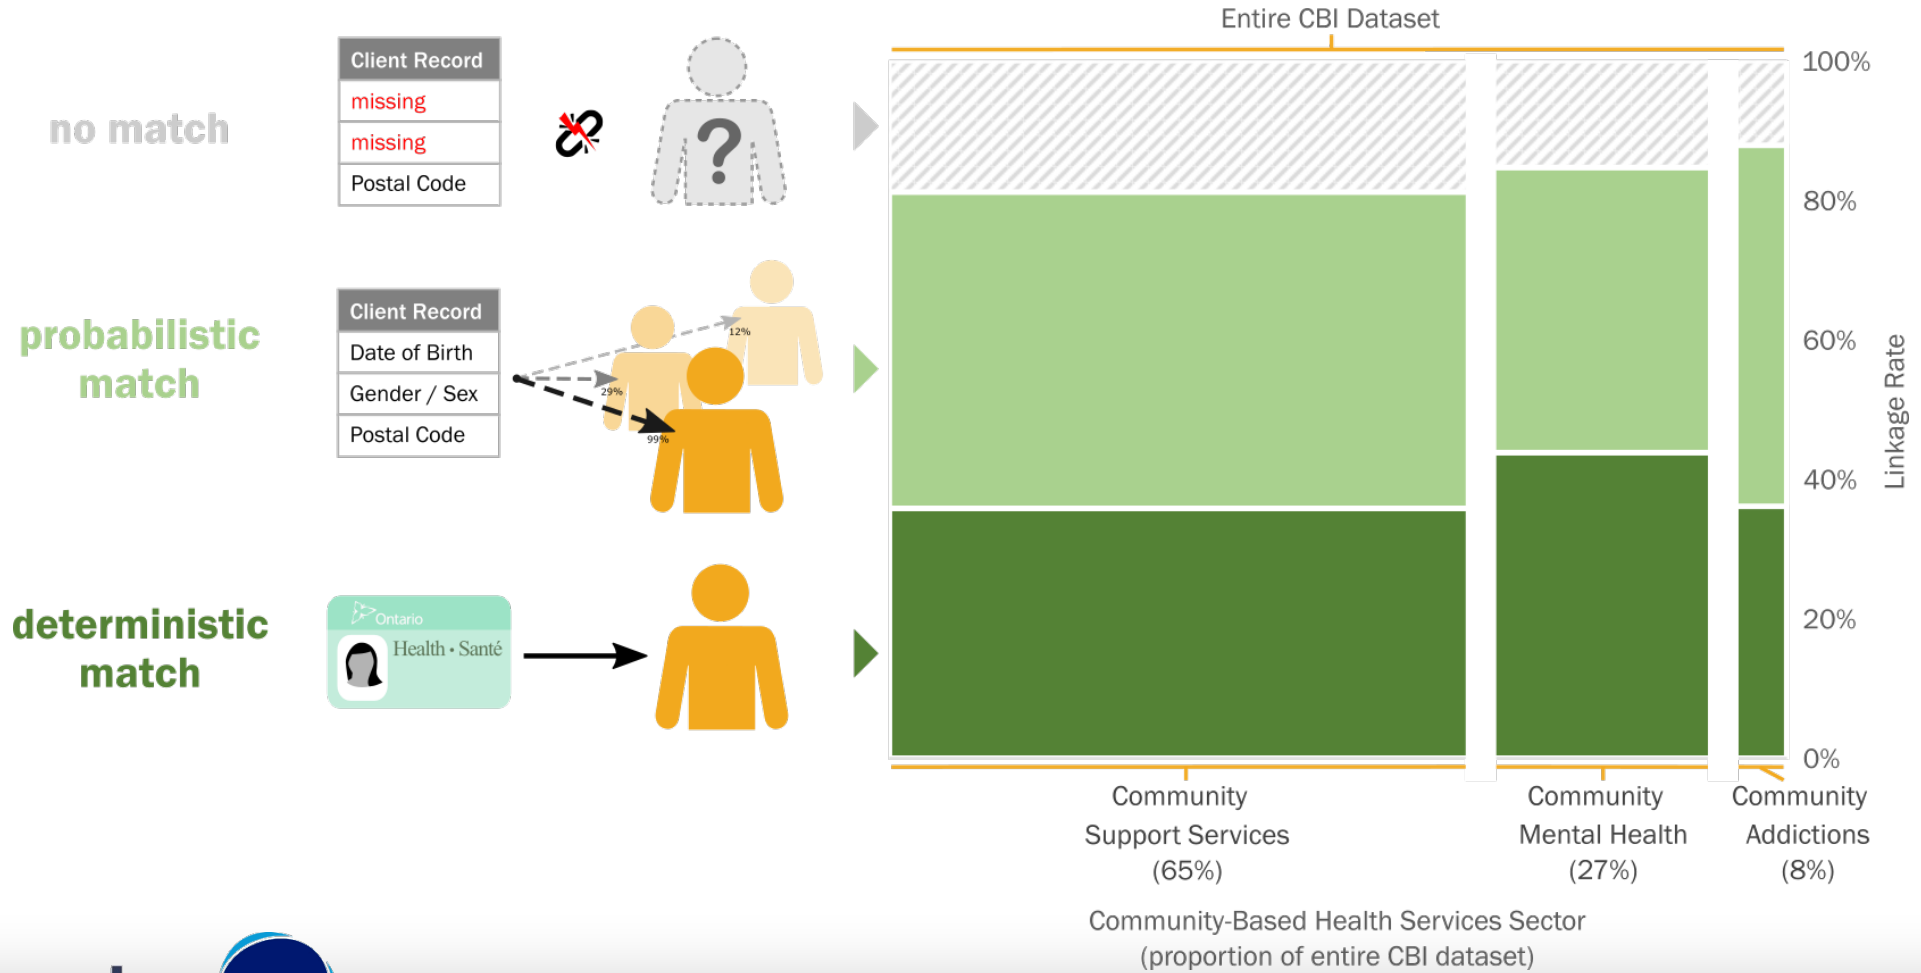 Entire CBI Dataset
no match
Client Record
missing
missing
Postal Code
?
probabilistic
match
Client Record
Date of Birth
Gender / Sex
Postal Code
12%
29%
99%
deterministic
match
Ontario
Health • Santé
100%
80%
60%
40%
20%
0%
Linkage Rate
Community
Support Services
(65%)
Community
Mental Health
(27%)
Community
Addictions
(8%)
Community-Based Health Services Sector
(proportion of entire CBI dataset)